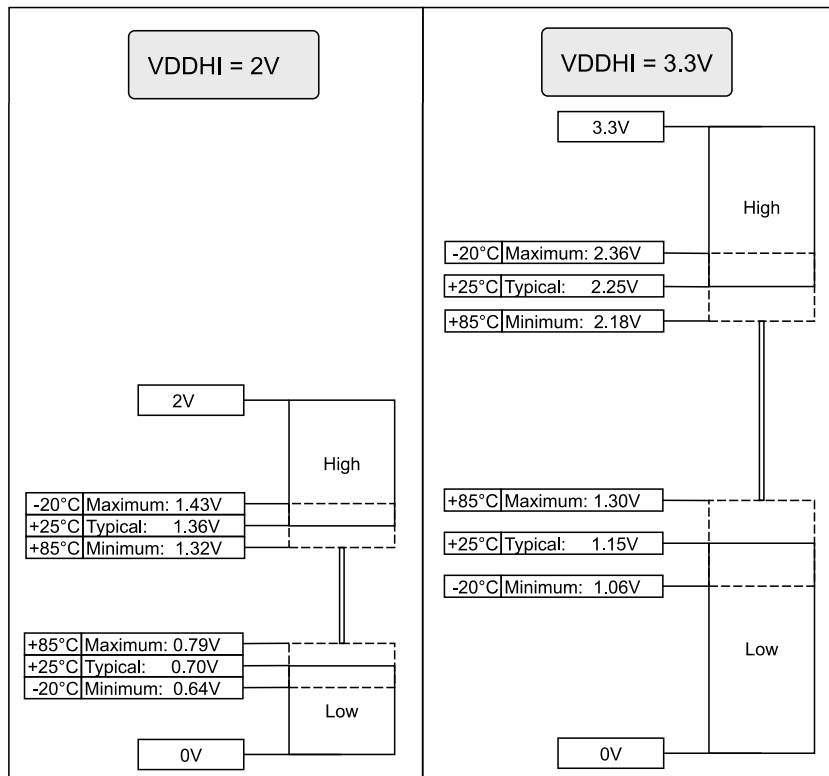 VDDHI = 2V
2V
High
-20°C Maximum: 1.43V
+25°C Typical: 1.36V
+85°C Minimum: 1.32V
+85°C Maximum: 0.79V
+25°C Typical: 0.70V
-20°C Minimum: 0.64V
Low
0V
VDDHI = 3.3V
3.3V
High
-20°C Maximum: 2.36V
+25°C Typical: 2.25V
+85°C Minimum: 2.18V
+85°C Maximum: 1.30V
+25°C Typical: 1.15V
-20°C Minimum: 1.06V
Low
0V